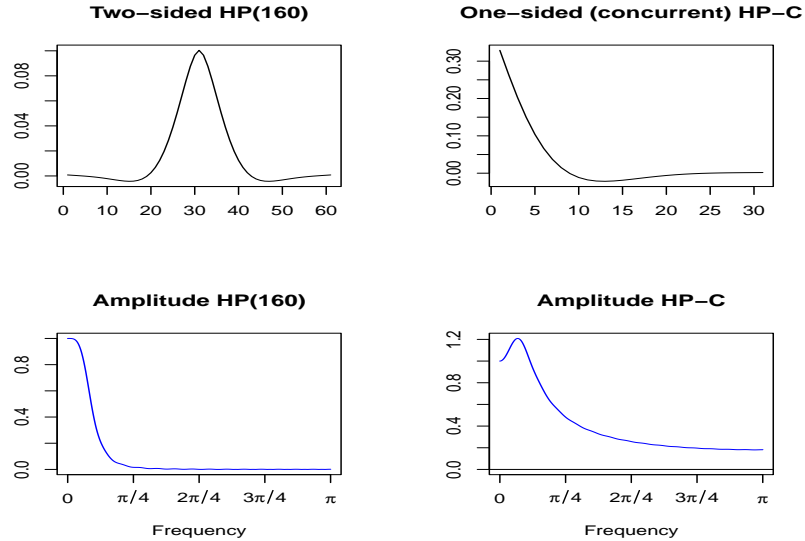 Two−sided HP(160)
0.00 0.04 0.08
0 10 20 30 40 50 60
One−sided (concurrent) HP−C
0.00 0.10 0.20 0.30
0 5 10 15 20 25 30
Amplitude HP(160)
0.0 0.4 0.8
0 π/4 2π/4 3π/4 π
Frequency
Amplitude HP−C
0.0 0.4 0.8 1.2
0 π/4 2π/4 3π/4 π
Frequency